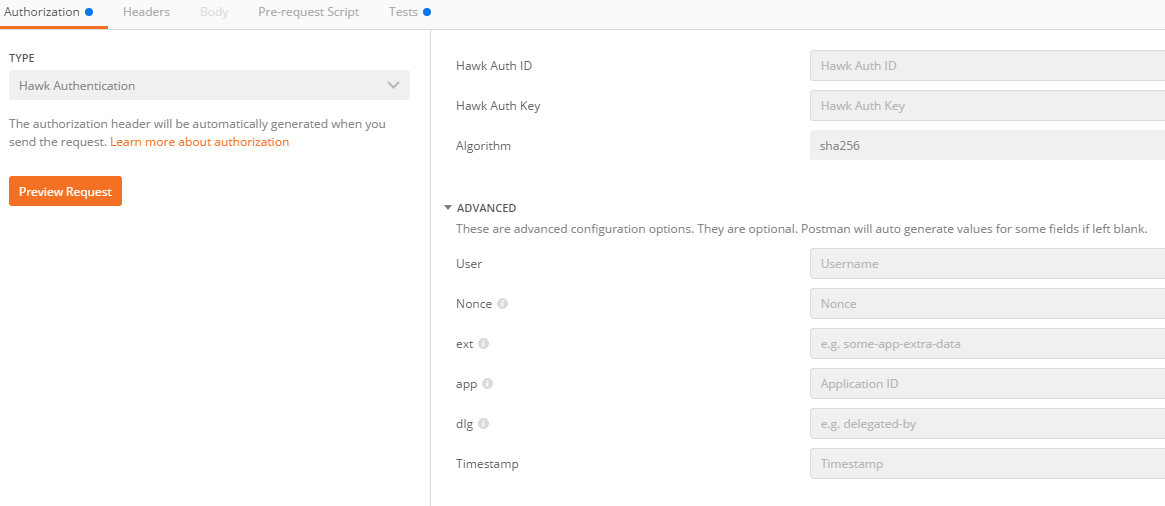 Authorization Headers Body Pre-request Script Tests
TYPE
Hawk Authentication
The authorization header will be automatically generated when you
send the request. Learn more about authorization
Preview Request
Hawk Auth ID Hawk Auth ID
Hawk Auth Key Hawk Auth Key
Algorithm sha256
ADVANCED
These are advanced configuration options. They are optional. Postman will auto generate values for some fields if left blank.
User Username
Nonce Nonce
ext e.g. some-app-extra-data
app Application ID
dlg e.g. delegated-by
Timestamp Timestamp